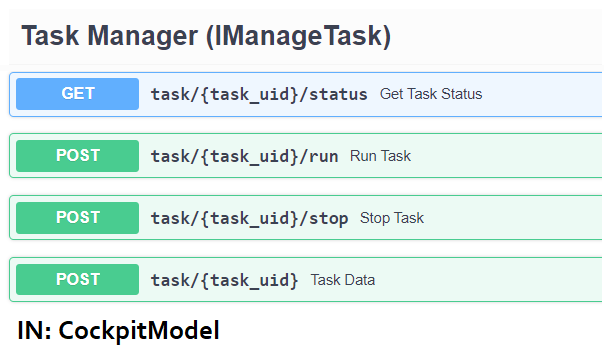 Task Manager (IManageTask)
GET task/{task_uid}/status Get Task Status
POST task/{task_uid}/run Run Task
POST task/{task_uid}/stop Stop Task
POST task/{task_uid} Task Data
IN: CockpitModel